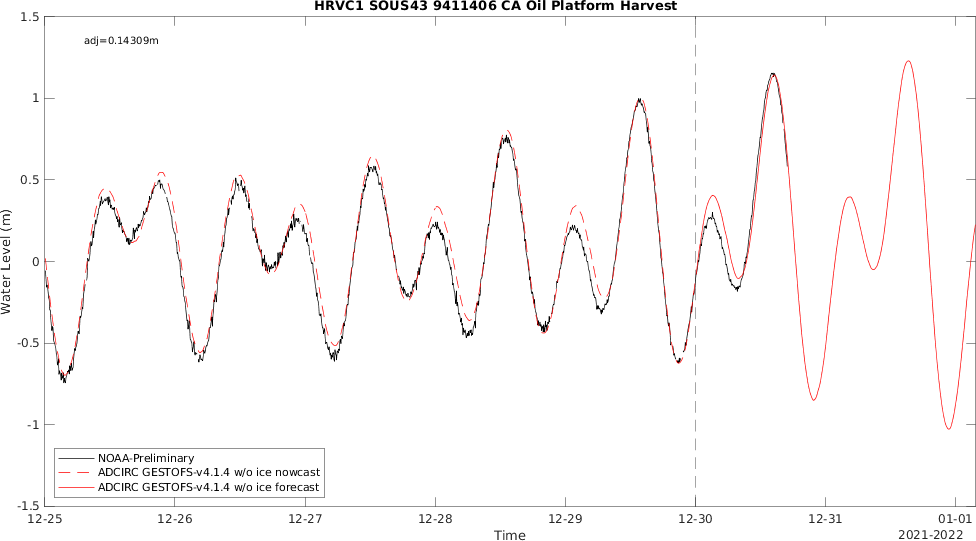 HRVC1 SOUS43 9411406 CA Oil Platform Harvest
adj=0.14309m
1.5
1
0.5
0
-0.5
-1
-1.5
Water Level (m)
NOAA-Preliminary
ADCIRC GESTOFS-v4.1.4 w/o ice nowcast
ADCIRC GESTOFS-v4.1.4 w/o ice forecast
12-25 12-26 12-27 12-28 12-29 12-30 12-31 01-01
Time
2021-2022